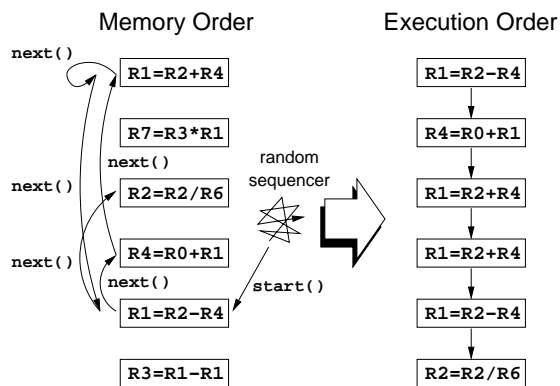 Memory Order
Execution Order
next()
R1=R2+R4
R7=R3*R1
next()
next()
R2=R2/R6
next()
R4=R0+R1
next()
R1=R2-R4
R3=R1-R1
random
sequencer
start()
R1=R2-R4
R4=R0+R1
R1=R2+R4
R1=R2+R4
R1=R2-R4
R2=R2/R6